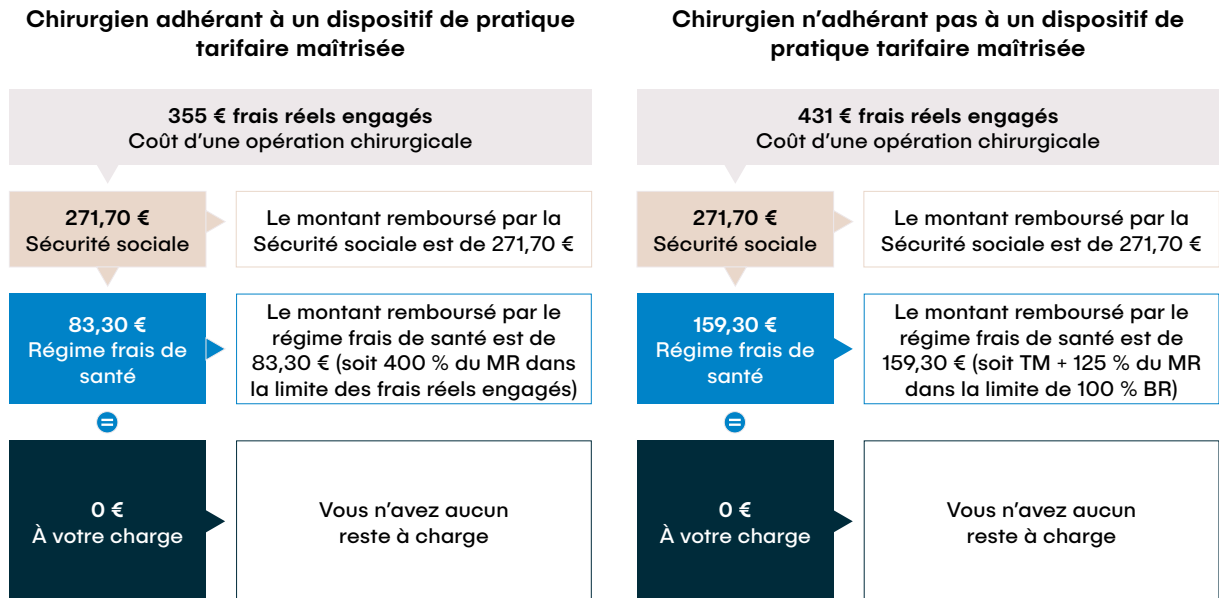 Chirurgien adhérant à un dispositif de pratique
tarifaire maîtrisée
355 € frais réels engagés
Coût d’une opération chirurgicale
271,70 €
Sécurité sociale
Le montant remboursé par la
Sécurité sociale est de 271,70 €
83,30 €
Régime frais de
santé
Le montant remboursé par le
régime frais de santé est de
83,30 € (soit 400 % du MR dans
la limite des frais réels engagés)
=
0 €
À votre charge
Vous n’avez aucun
reste à charge
Chirurgien n’adhérant pas à un dispositif de
pratique tarifaire maîtrisée
431 € frais réels engagés
Coût d’une opération chirurgicale
271,70 €
Sécurité sociale
Le montant remboursé par la
Sécurité sociale est de 271,70 €
159,30 €
Régime frais de
santé
Le montant remboursé par le
régime frais de santé est de
159,30 € (soit TM + 125 % du MR
dans la limite de 100 % BR)
=
0 €
À votre charge
Vous n’avez aucun
reste à charge